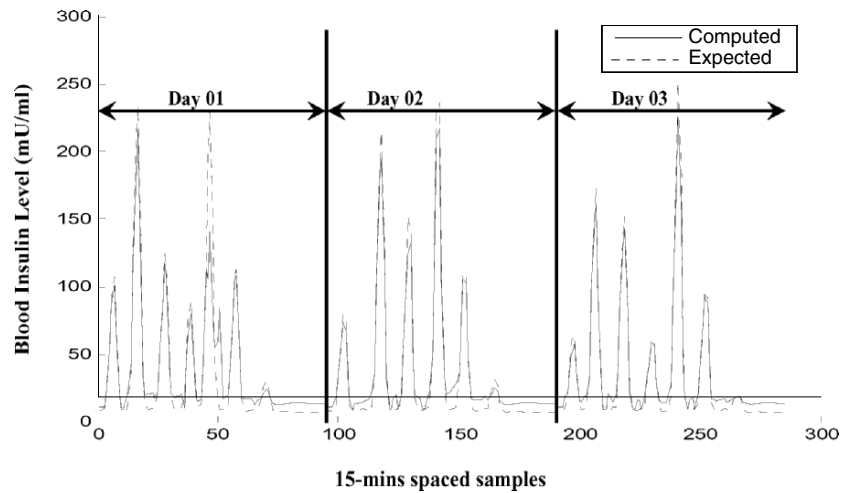 300
Computed
Expected
250
Day 01
Day 02
Day 03
200
150
100
50
0
Blood Insulin Level (mU/ml)
0
50
100
150
200
250
300
15-mins spaced samples